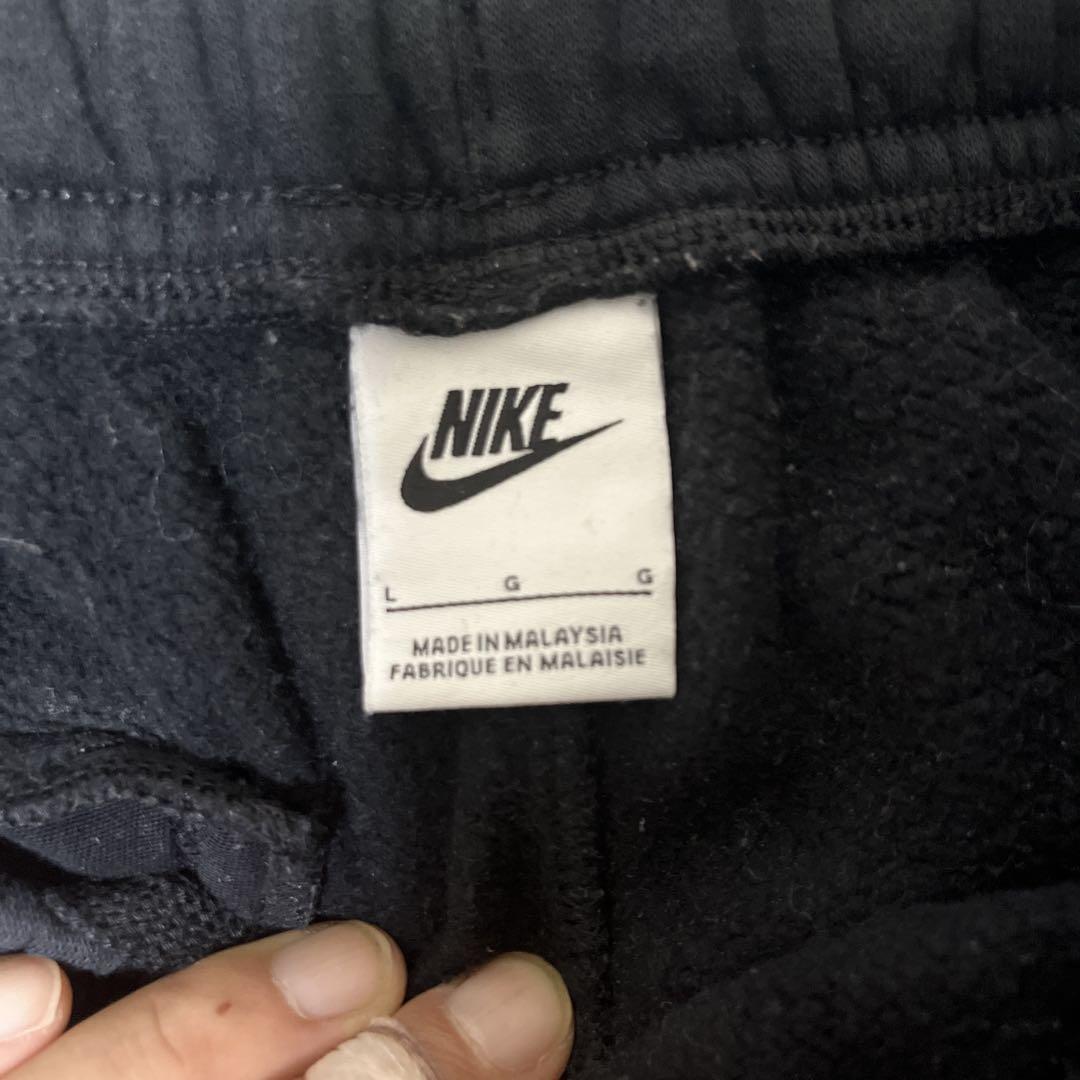 NIKE
L G G
MADE IN MALAYSIA
FABRIQUE EN MALAISIE